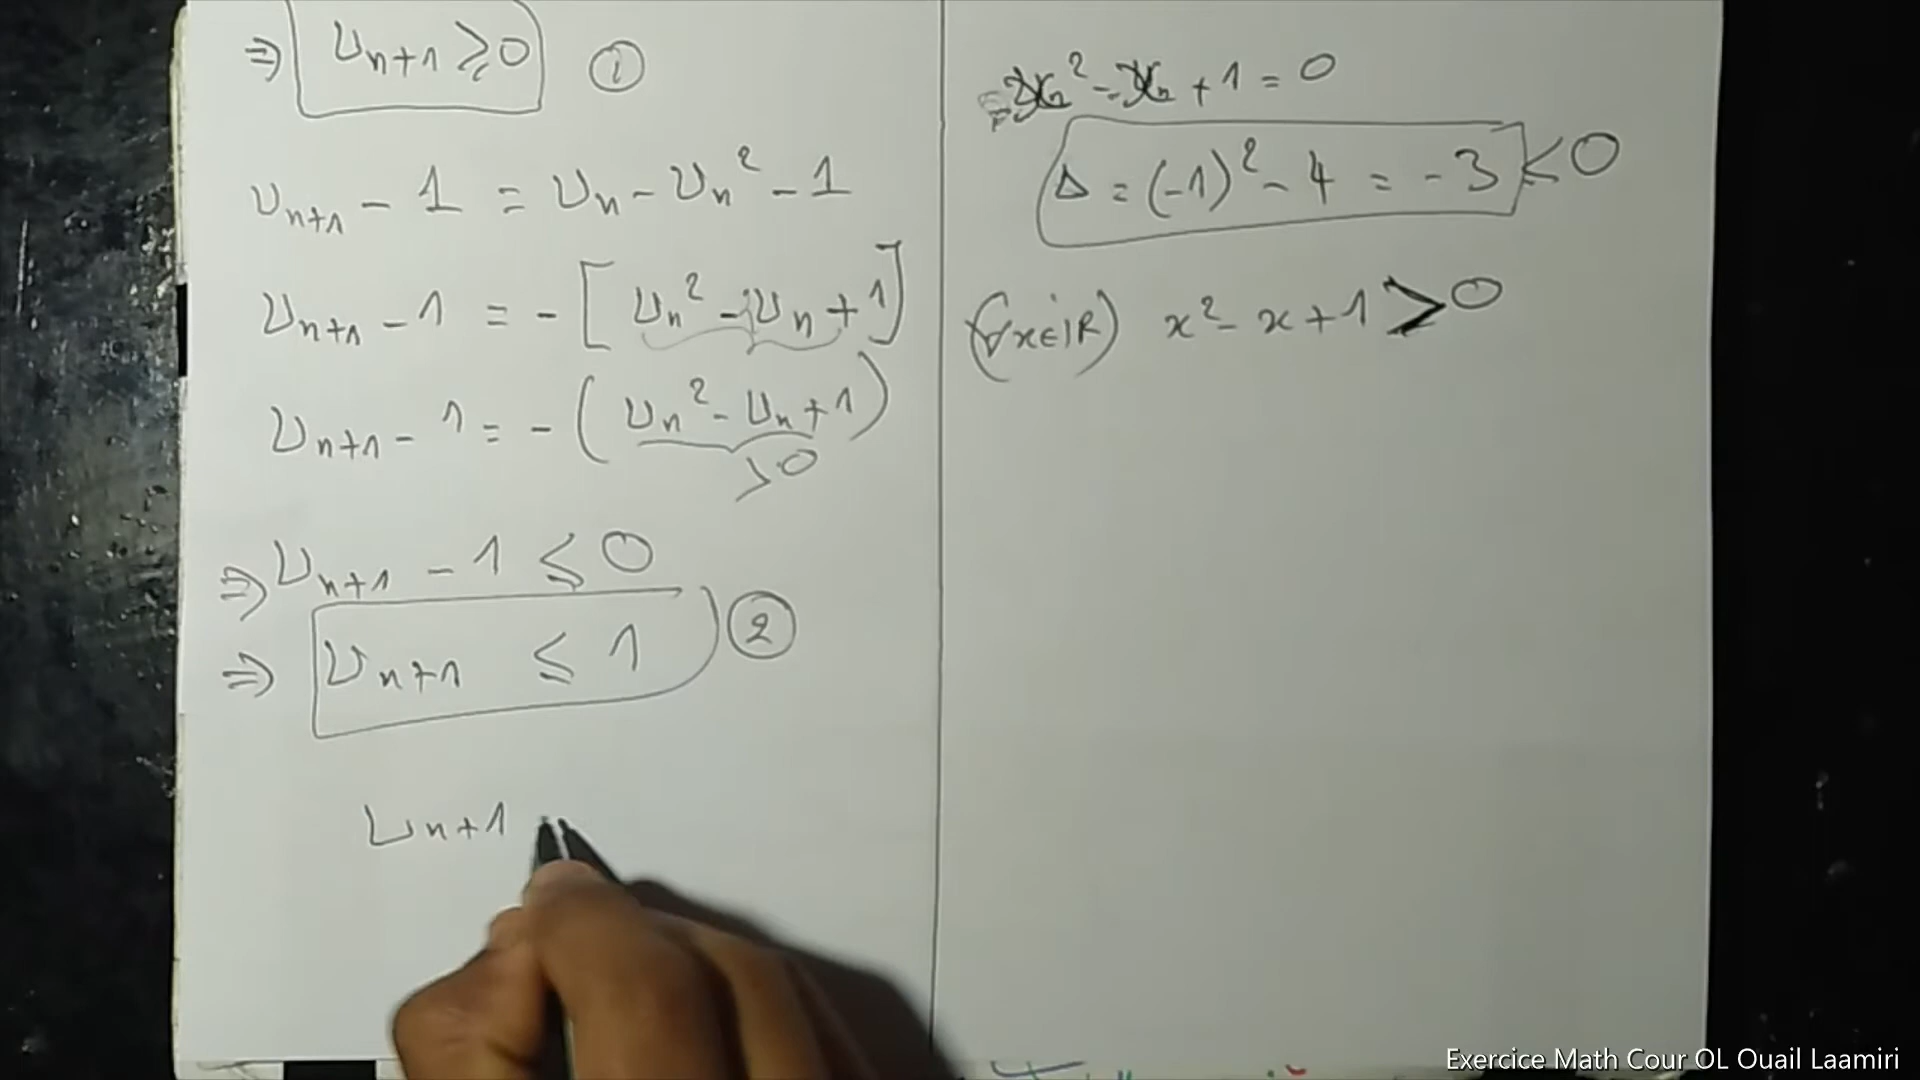 ⇒ Uₙ₊₁ ⩾ 0 ①
Uₙ₊₁ - 1 = Uₙ - Uₙ² - 1
Uₙ₊₁ - 1 = - [ Uₙ² - Uₙ + 1 ]
Uₙ₊₁ - 1 = - ( Uₙ² - Uₙ + 1 )
> 0
⇒ Uₙ₊₁ - 1 ⩽ 0
⇒ Uₙ₊₁ ⩽ 1 ②
Uₙ₊₁
² - + 1 = 0
Δ = (-1)² - 4 = - 3 < 0
(∀x∈ℝ) x² - x + 1 > 0
Exercice Math Cour OL Ouail Laamiri